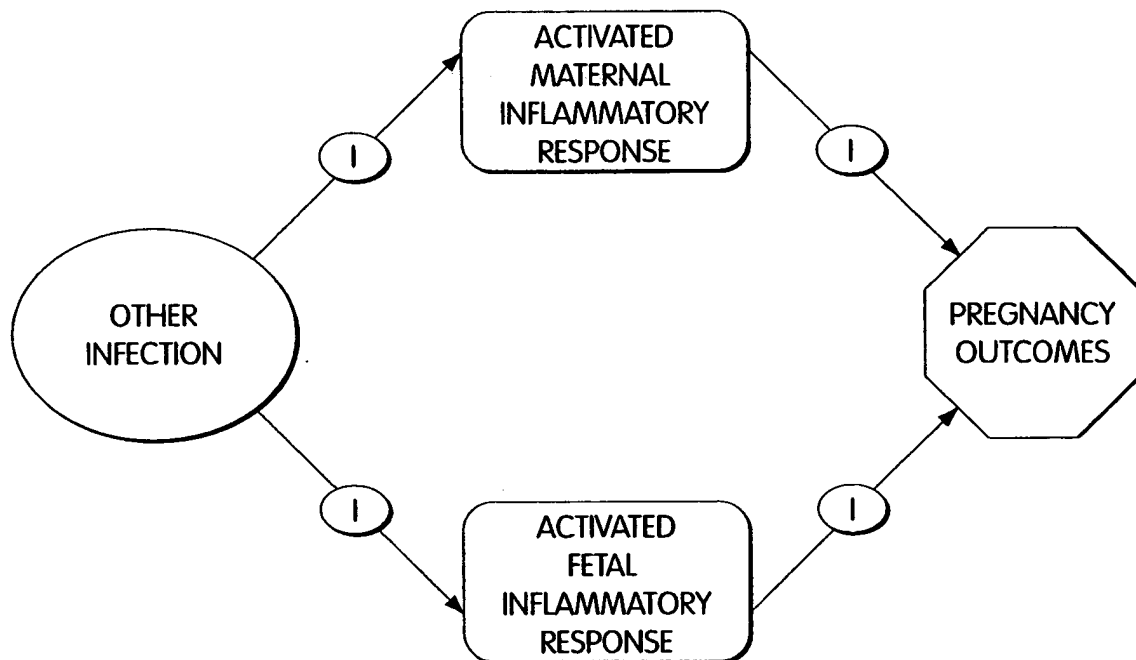 ACTIVATED
MATERNAL
INFLAMMATORY
RESPONSE
I
I
OTHER
INFECTION
PREGNANCY
OUTCOMES
I
I
ACTIVATED
FETAL
INFLAMMATORY
RESPONSE